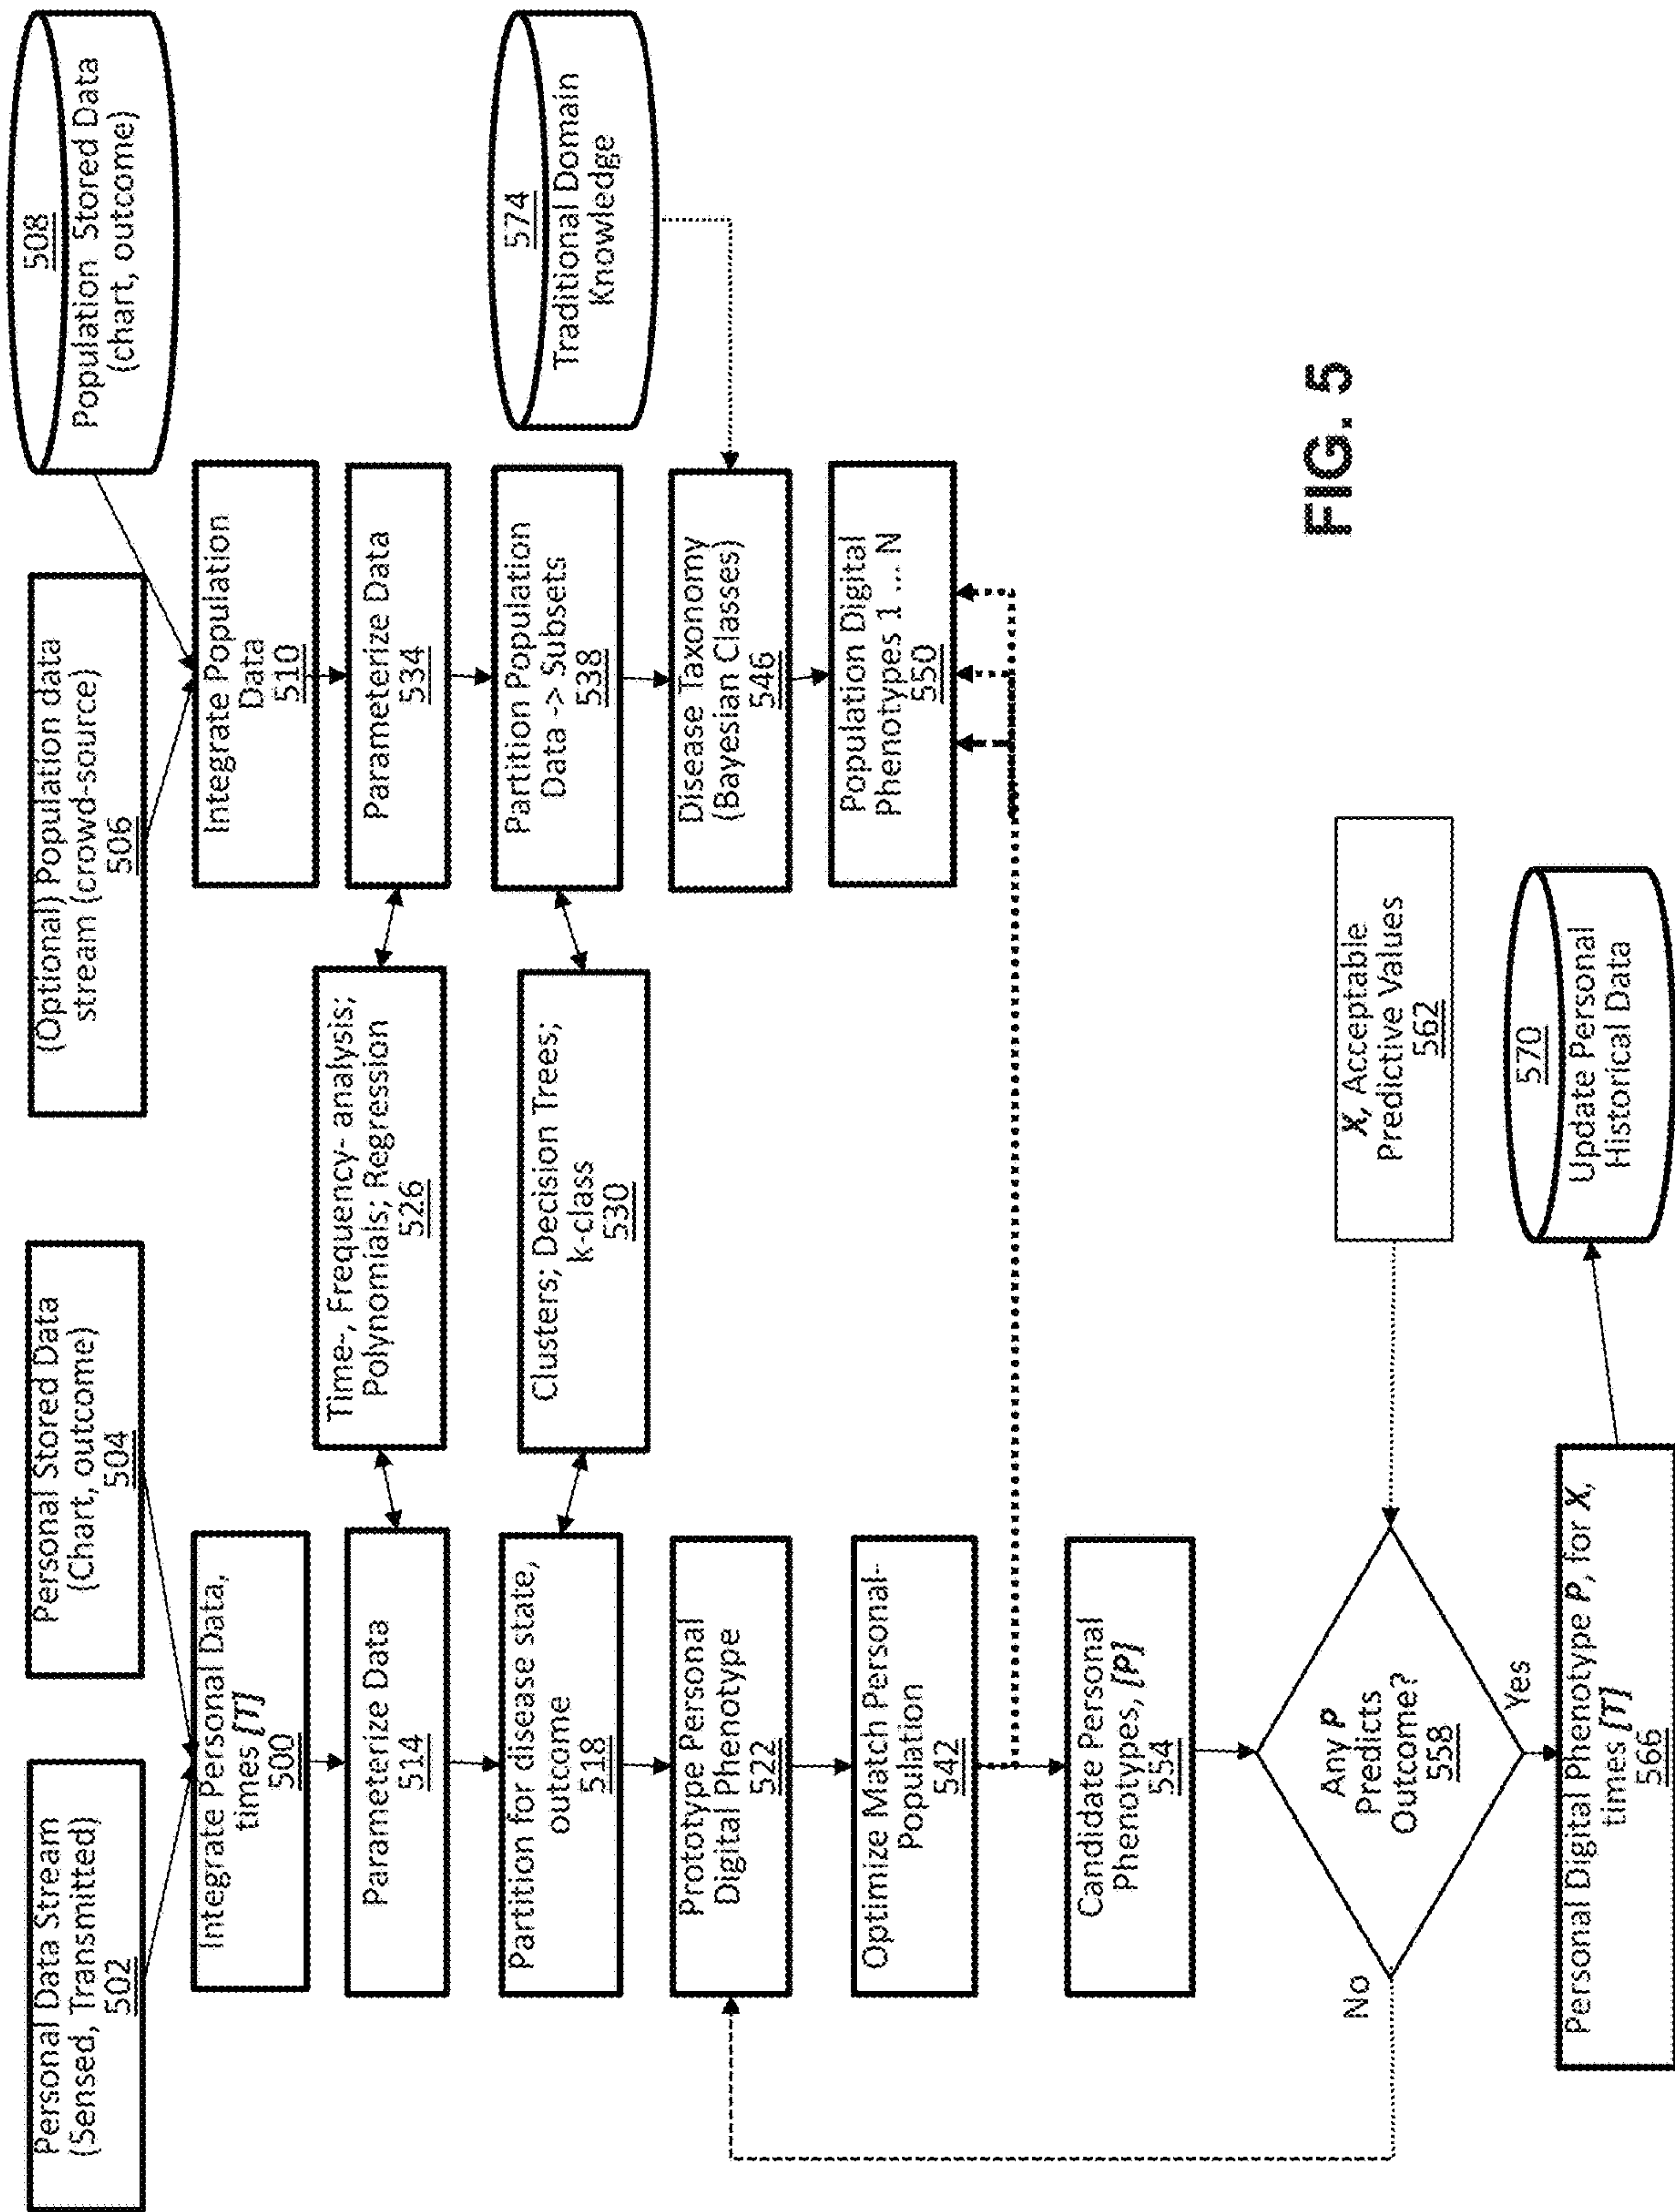 Personal Data Stream
(Sensed, Transmitted)
502
Personal Stored Data
(Chart, outcome)
504
(Optional) Population data
stream (crowd-source)
506
508
Population Stored Data
(chart, outcome)
Integrate Personal Data,
times [T]
500
Integrate Population
Data
510
Parameterize Data
514
Time-, Frequency- analysis;
Polynomials; Regression
526
Parameterize Data
534
Partition for disease state,
outcome
518
Clusters; Decision Trees;
k-class
530
Partition Population
Data -> Subsets
538
574
Traditional Domain
Knowledge
Prototype Personal
Digital Phenotype
522
Disease Taxonomy
(Bayesian Classes)
546
Optimize Match Personal-
Population
542
Population Digital
Phenotypes 1 ... N
550
Candidate Personal
Phenotypes, [P]
554
No
Any P
Predicts
Outcome?
558
Yes
X, Acceptable
Predictive Values
562
Personal Digital Phenotype P, for X,
times [T]
566
570
Update Personal
Historical Data
FIG. 5